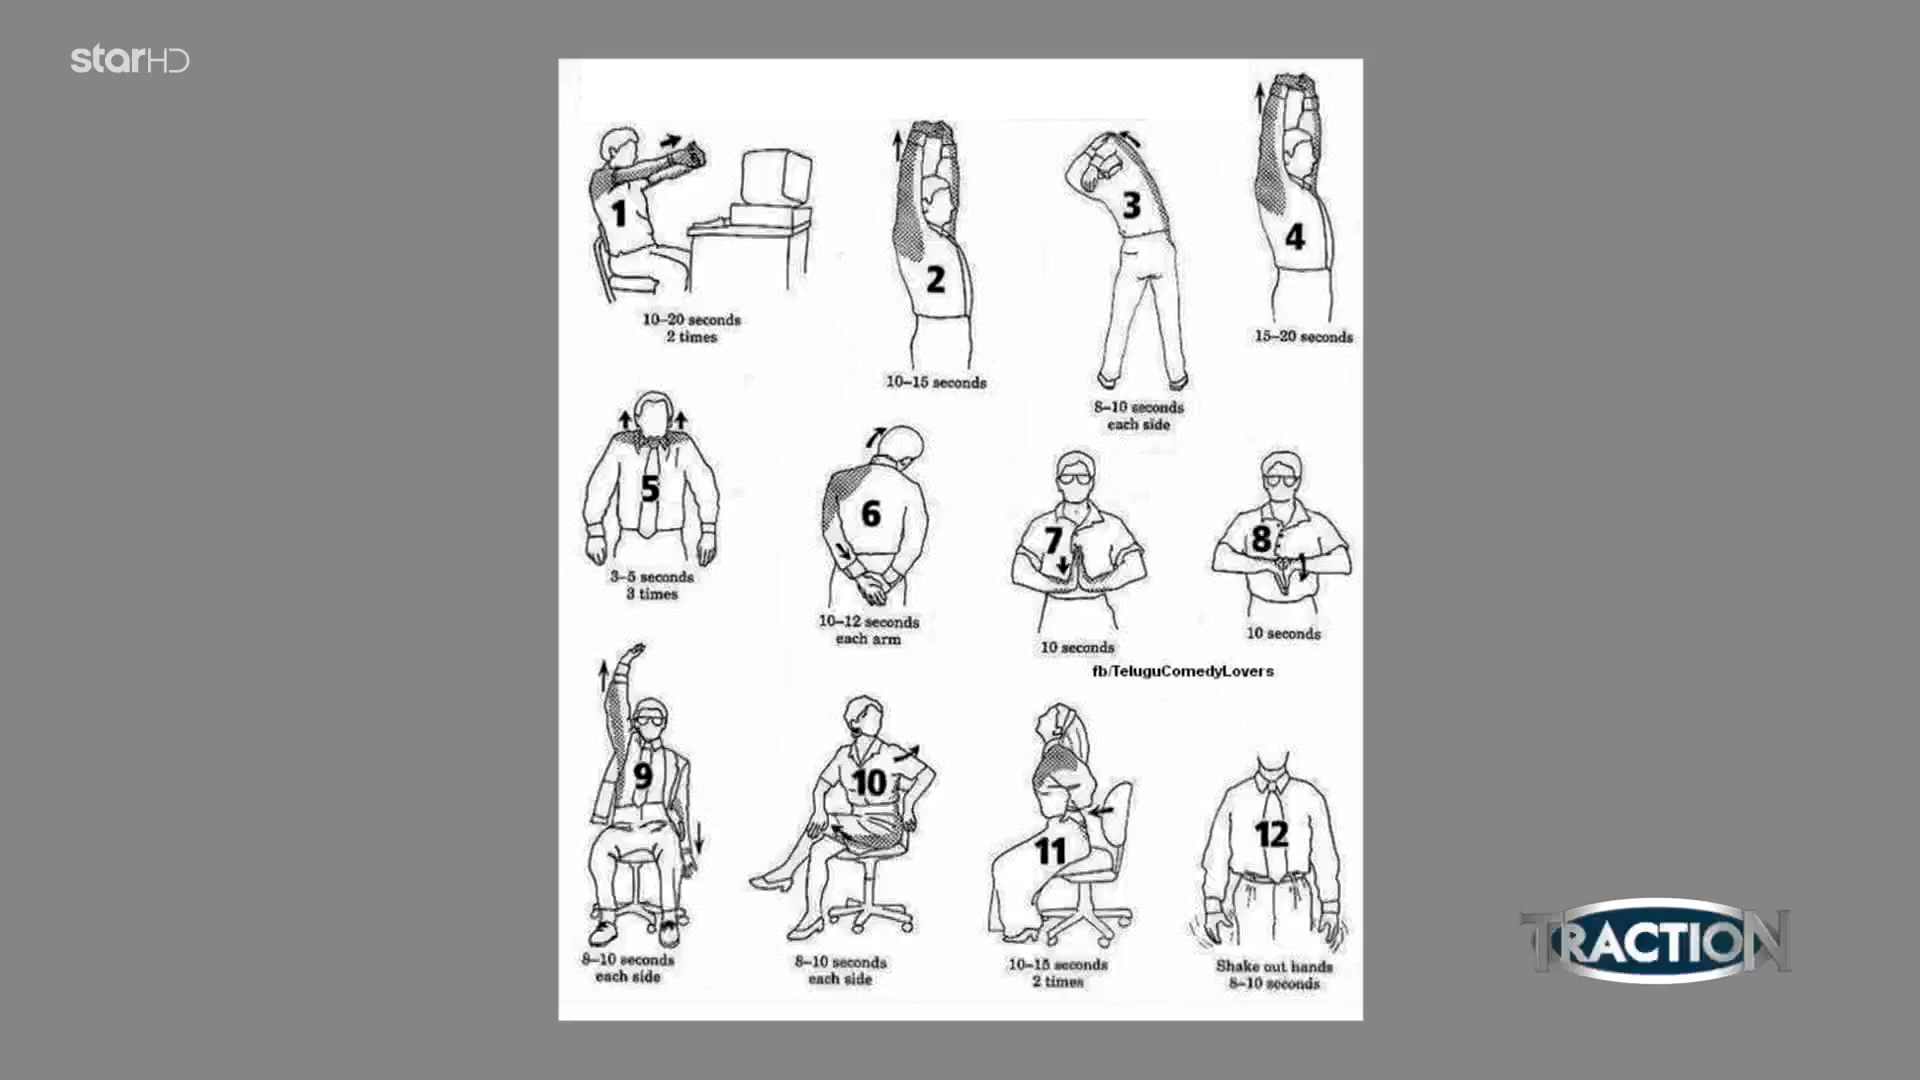 starHD
1
10–20 seconds
2 times
2
10–15 seconds
3
8–10 seconds
each side
4
15–20 seconds
5
3–5 seconds
3 times
6
10–12 seconds
each arm
7
10 seconds
8
10 seconds
fb/TeluguComedyLovers
9
8–10 seconds
each side
10
8–10 seconds
each side
11
10–15 seconds
2 times
12
Shake out hands
8–10 seconds
TRACTION